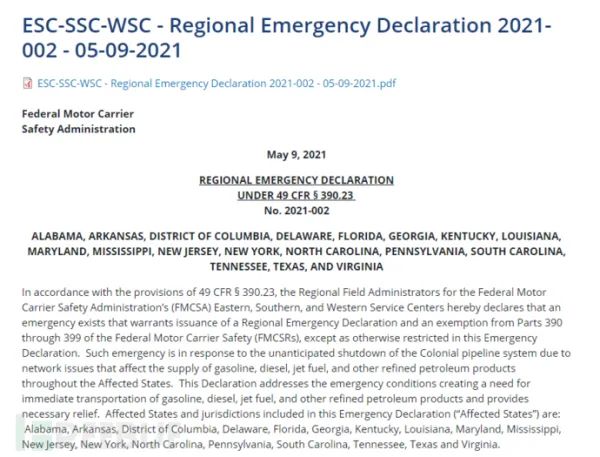 ESC-SSC-WSC - Regional Emergency Declaration 2021-
002 - 05-09-2021
ESC-SSC-WSC - Regional Emergency Declaration 2021-002 - 05-09-2021.pdf
Federal Motor Carrier
Safety Administration
May 9, 2021
REGIONAL EMERGENCY DECLARATION
UNDER 49 CFR § 390.23
No. 2021-002
ALABAMA, ARKANSAS, DISTRICT OF COLUMBIA, DELAWARE, FLORIDA, GEORGIA, KENTUCKY, LOUISIANA,
MARYLAND, MISSISSIPPI, NEW JERSEY, NEW YORK, NORTH CAROLINA, PENNSYLVANIA, SOUTH CAROLINA,
TENNESSEE, TEXAS, AND VIRGINIA
In accordance with the provisions of 49 CFR § 390.23, the Regional Field Administrators for the Federal Motor
Carrier Safety Administration's (FMCSA) Eastern, Southern, and Western Service Centers hereby declares that an
emergency exists that warrants issuance of a Regional Emergency Declaration and an exemption from Parts 390
through 399 of the Federal Motor Carrier Safety (FMCSRs), except as otherwise restricted in this Emergency
Declaration. Such emergency is in response to the unanticipated shutdown of the Colonial pipeline system due to
network issues that affect the supply of gasoline, diesel, jet fuel, and other refined petroleum products
throughout the Affected States. This Declaration addresses the emergency conditions creating a need for
immediate transportation of gasoline, diesel, jet fuel, and other refined petroleum products and provides
necessary relief. Affected States and jurisdictions included in this Emergency Declaration ("Affected States") are:
Alabama, Arkansas, District of Columbia, Delaware, Florida, Georgia, Kentucky, Louisiana, Maryland, Mississippi,
New Jersey, New York, North Carolina, Pennsylvania, South Carolina, Tennessee, Texas and Virginia.